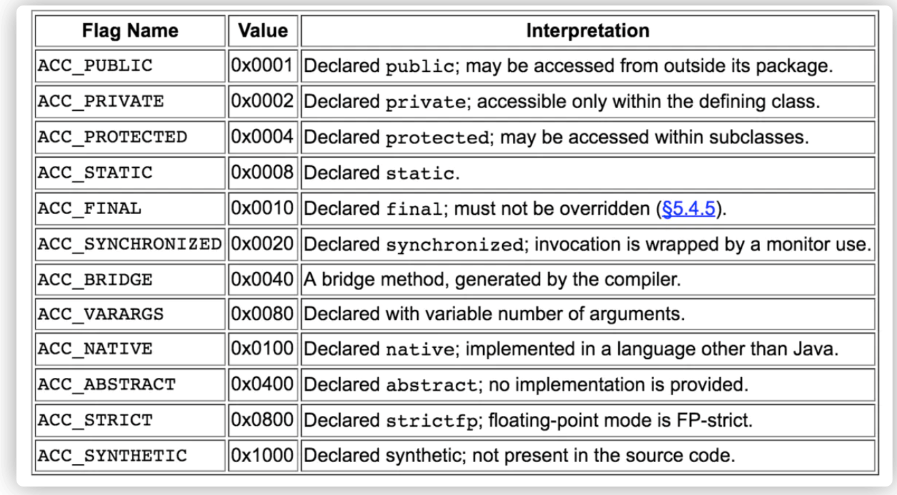 Flag Name Value Interpretation
ACC_PUBLIC 0x0001 Declared public; may be accessed from outside its package.
ACC_PRIVATE 0x0002 Declared private; accessible only within the defining class.
ACC_PROTECTED 0x0004 Declared protected; may be accessed within subclasses.
ACC_STATIC 0x0008 Declared static.
ACC_FINAL 0x0010 Declared final; must not be overridden (§5.4.5).
ACC_SYNCHRONIZED 0x0020 Declared synchronized; invocation is wrapped by a monitor use.
ACC_BRIDGE 0x0040 A bridge method, generated by the compiler.
ACC_VARARGS 0x0080 Declared with variable number of arguments.
ACC_NATIVE 0x0100 Declared native; implemented in a language other than Java.
ACC_ABSTRACT 0x0400 Declared abstract; no implementation is provided.
ACC_STRICT 0x0800 Declared strictfp; floating-point mode is FP-strict.
ACC_SYNTHETIC 0x1000 Declared synthetic; not present in the source code.